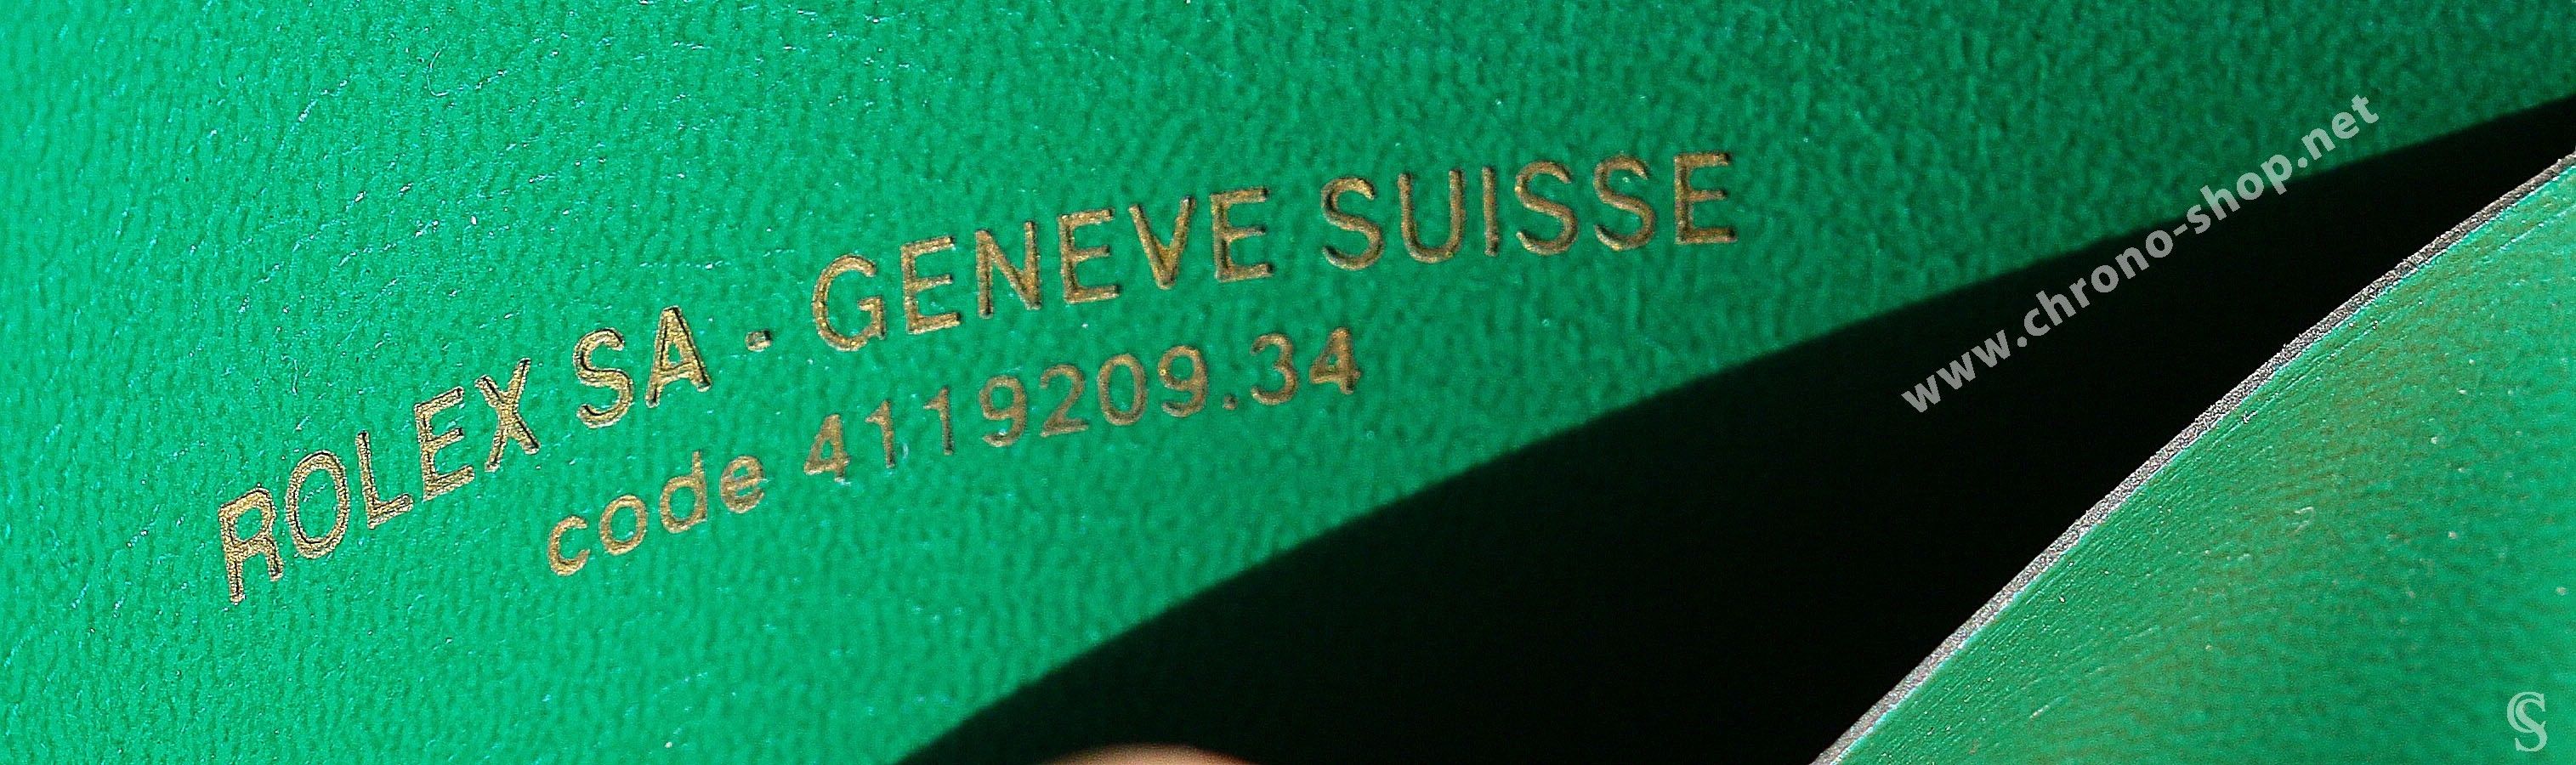 ROLEX SA - GENEVE SUISSE
code 4119209.34
www.chrono-shop.net